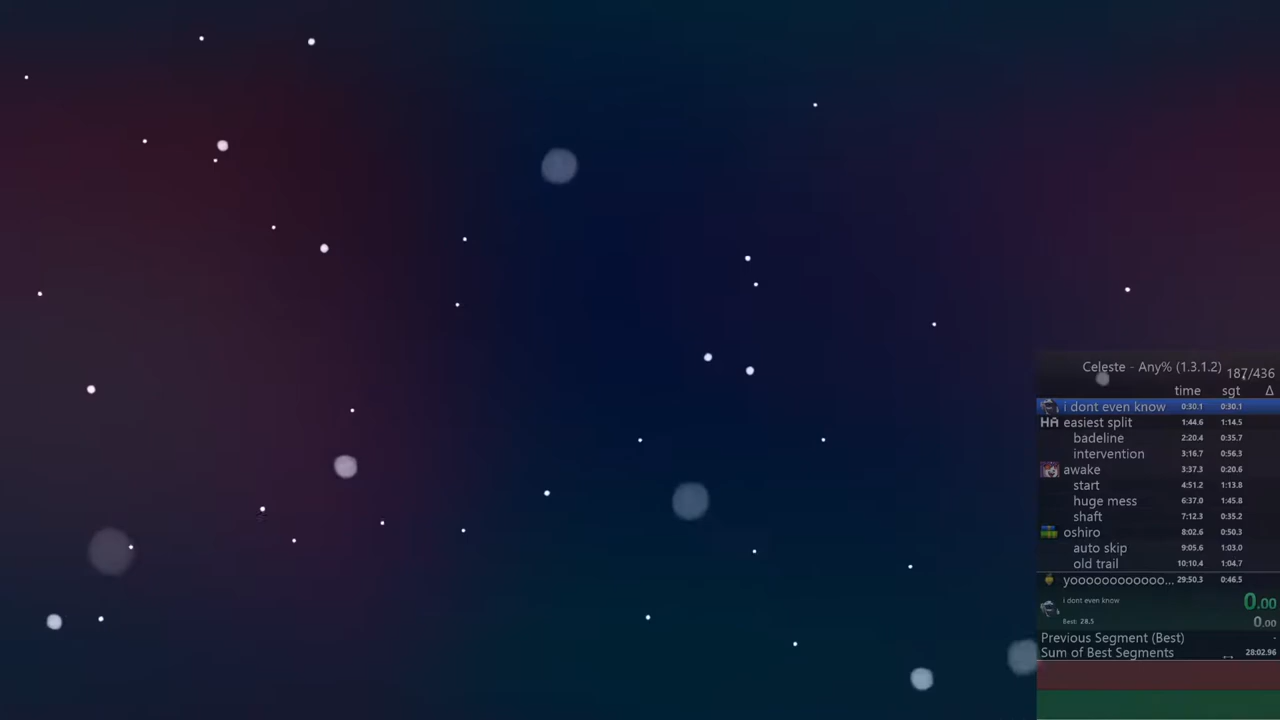 Celeste - Any% (1.3.1.2)
187/436
time sgt Δ
i dont even know 0:30.1 0:30.1
HA easiest split 1:44.6 1:14.5
badeline 2:20.4 0:35.7
intervention 3:16.7 0:56.3
awake 3:37.3 0:20.6
start 4:51.2 1:13.8
huge mess 6:37.0 1:45.8
shaft 7:12.3 0:35.2
oshiro 8:02.6 0:50.3
auto skip 9:05.6 1:03.0
old trail 10:10.4 1:04.7
yoooooooooooo... 29:50.3 0:46.5
i dont even know 0.00
Best: 28.5 0.00
Previous Segment (Best) -
Sum of Best Segments 28:02.96